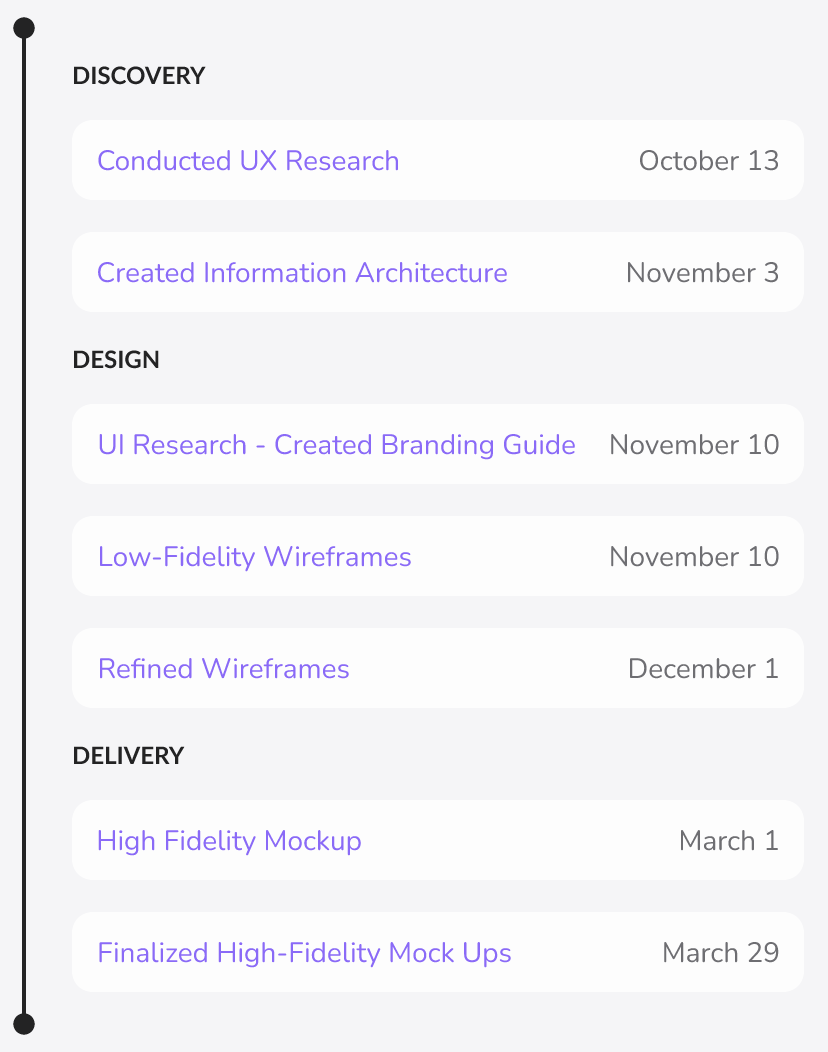 DISCOVERY
Conducted UX Research October 13
Created Information Architecture November 3
DESIGN
UI Research - Created Branding Guide November 10
Low-Fidelity Wireframes November 10
Refined Wireframes December 1
DELIVERY
High Fidelity Mockup March 1
Finalized High-Fidelity Mock Ups March 29